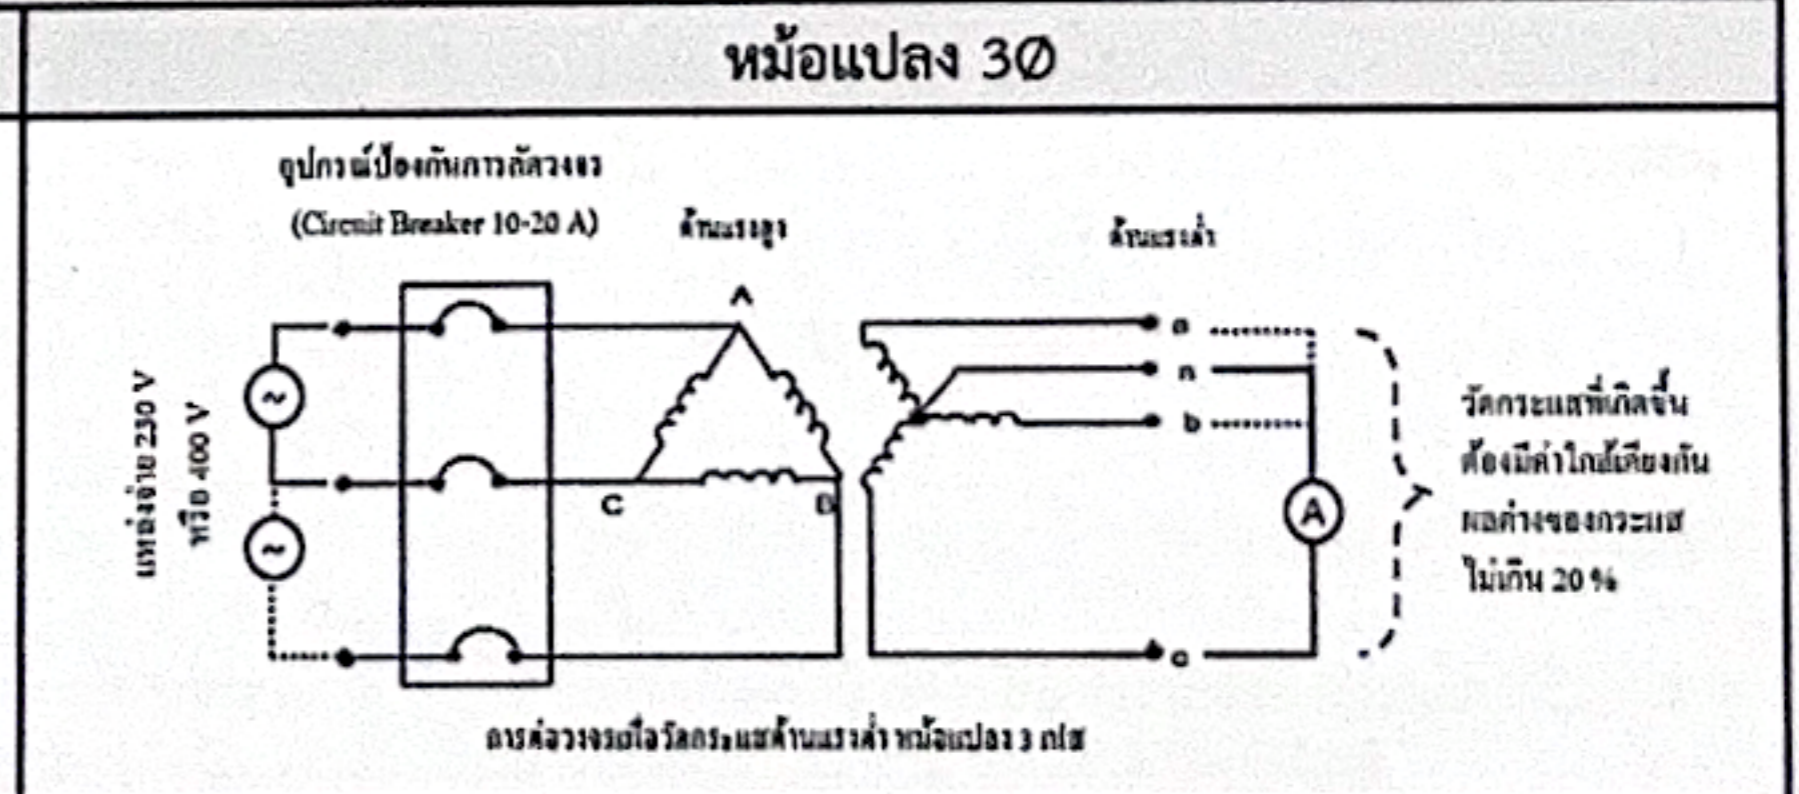 หม้อแปลง 3Ø
อุปกรณ์ป้องกันการลัดวงจร
(Circuit Breaker 10-20 A)
ด้านแรงสูง
ด้านแรงต่ำ
แหล่งจ่าย 230 V
หรือ 400 V
~
~
A
C
B
a
n
b
c
A
วัดกระแสที่เกิดขึ้น
ต้องมีค่าใกล้เคียงกัน
ผลต่างของกระแส
ไม่เกิน 20 %
การต่อวงจรเพื่อวัดกระแสด้านแรงต่ำ หม้อแปลง 3 เฟส